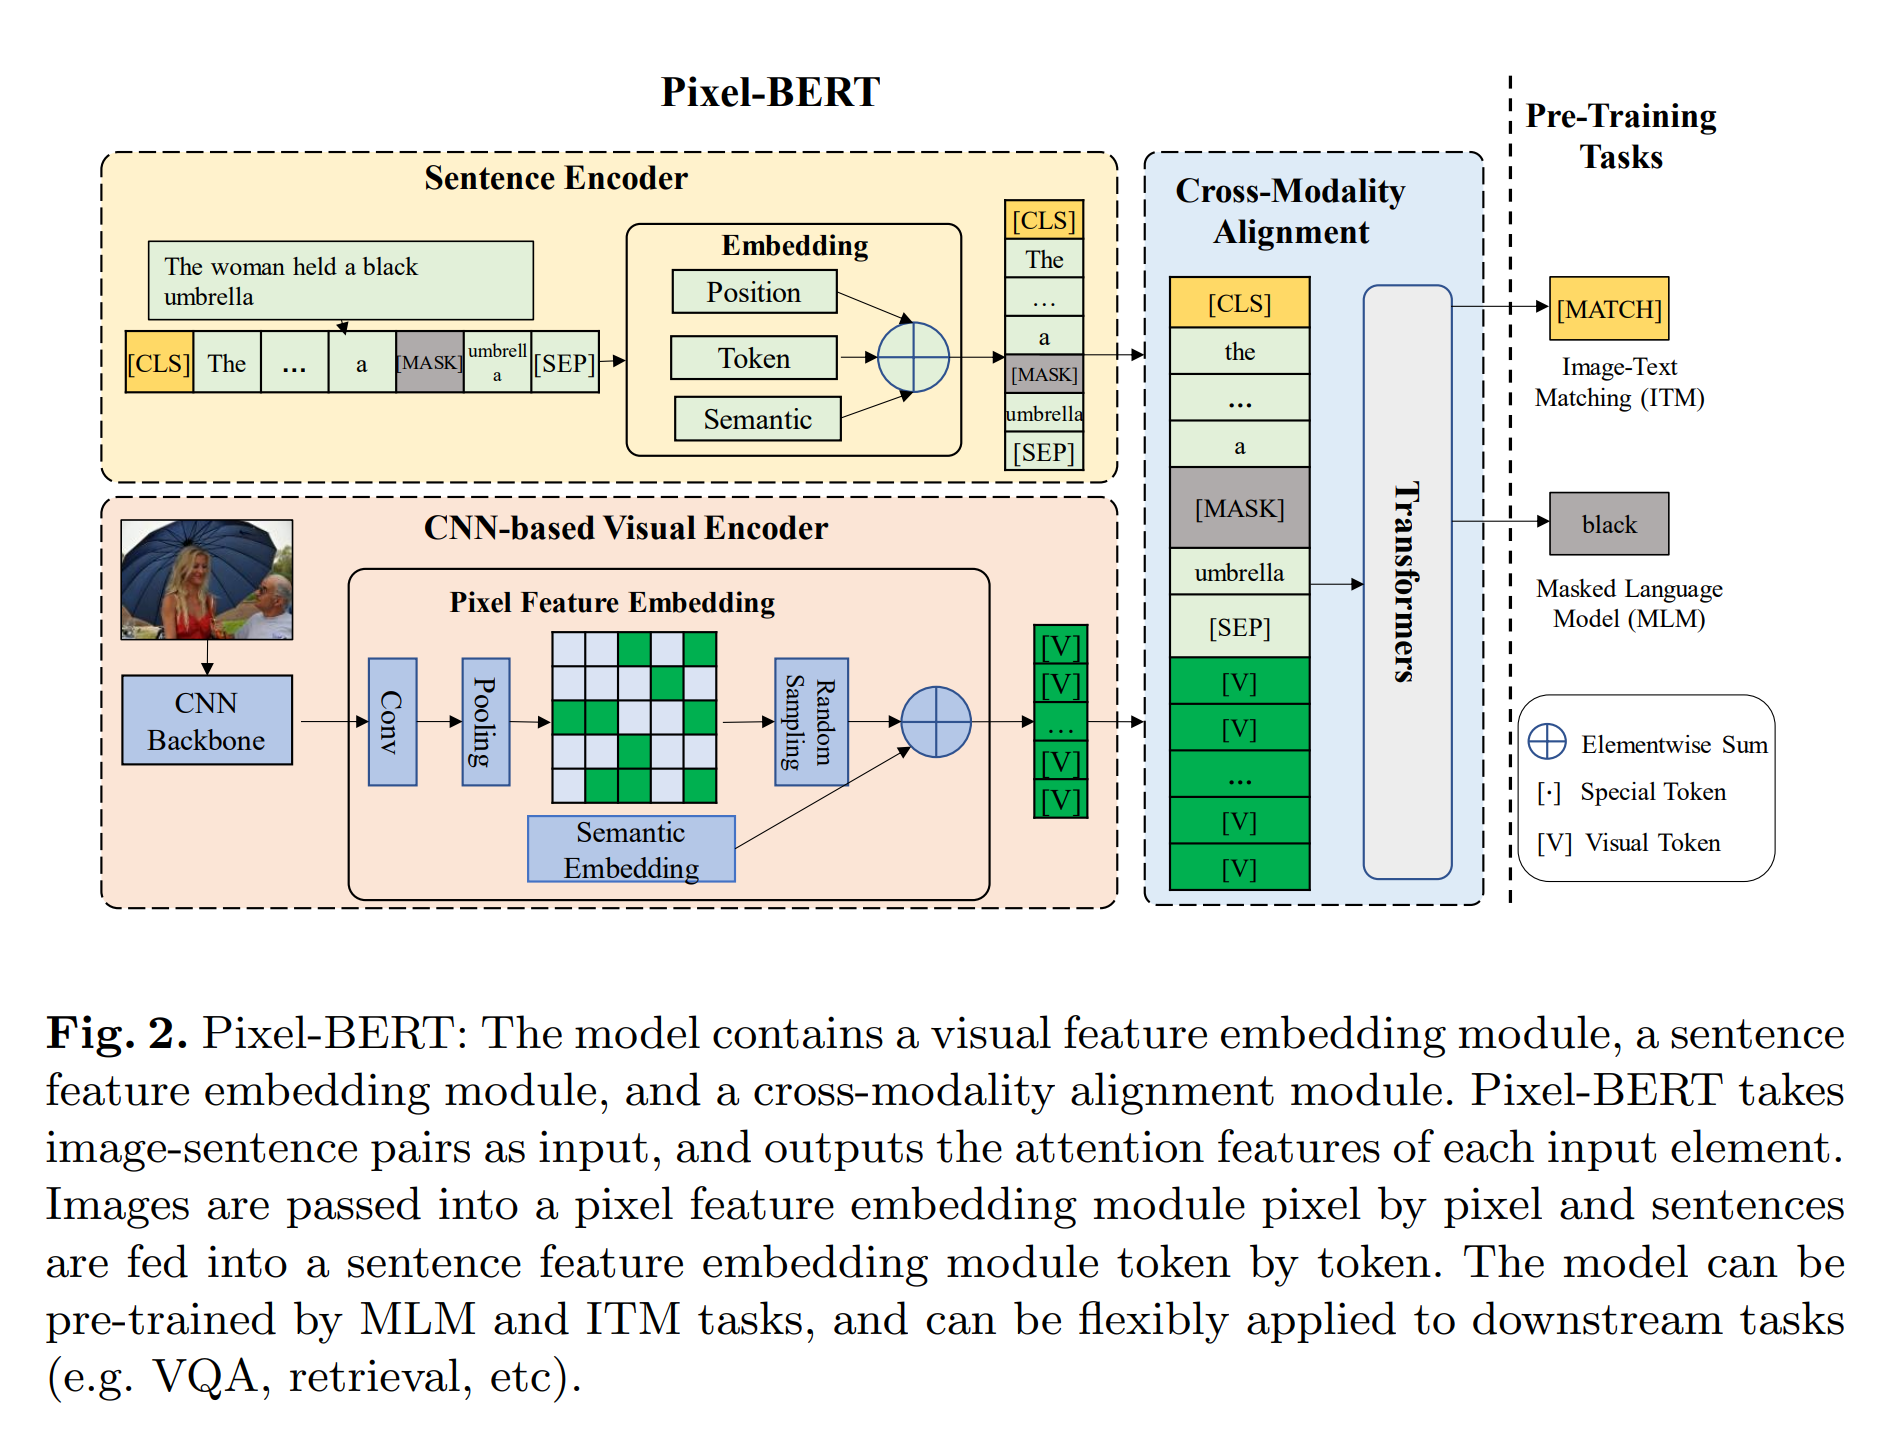 Pixel-BERT
Sentence Encoder
The woman held a black
umbrella
[CLS] The ... a [MASK] umbrell a [SEP]
Embedding
Position
Token
Semantic
[CLS]
The
...
a
[MASK]
umbrella
[SEP]
CNN-based Visual Encoder
CNN
Backbone
Pixel Feature Embedding
Conv
Pooling
Random
Sampling
Semantic
Embedding
[V]
[V]
...
[V]
[V]
Cross-Modality
Alignment
[CLS]
the
...
a
[MASK]
umbrella
[SEP]
[V]
[V]
...
[V]
[V]
Transformers
Pre-Training
Tasks
[MATCH]
Image-Text
Matching (ITM)
black
Masked Language
Model (MLM)
Elementwise Sum
[·] Special Token
[V] Visual Token
Fig. 2. Pixel-BERT: The model contains a visual feature embedding module, a sentence
feature embedding module, and a cross-modality alignment module. Pixel-BERT takes
image-sentence pairs as input, and outputs the attention features of each input element.
Images are passed into a pixel feature embedding module pixel by pixel and sentences
are fed into a sentence feature embedding module token by token. The model can be
pre-trained by MLM and ITM tasks, and can be flexibly applied to downstream tasks
(e.g. VQA, retrieval, etc).